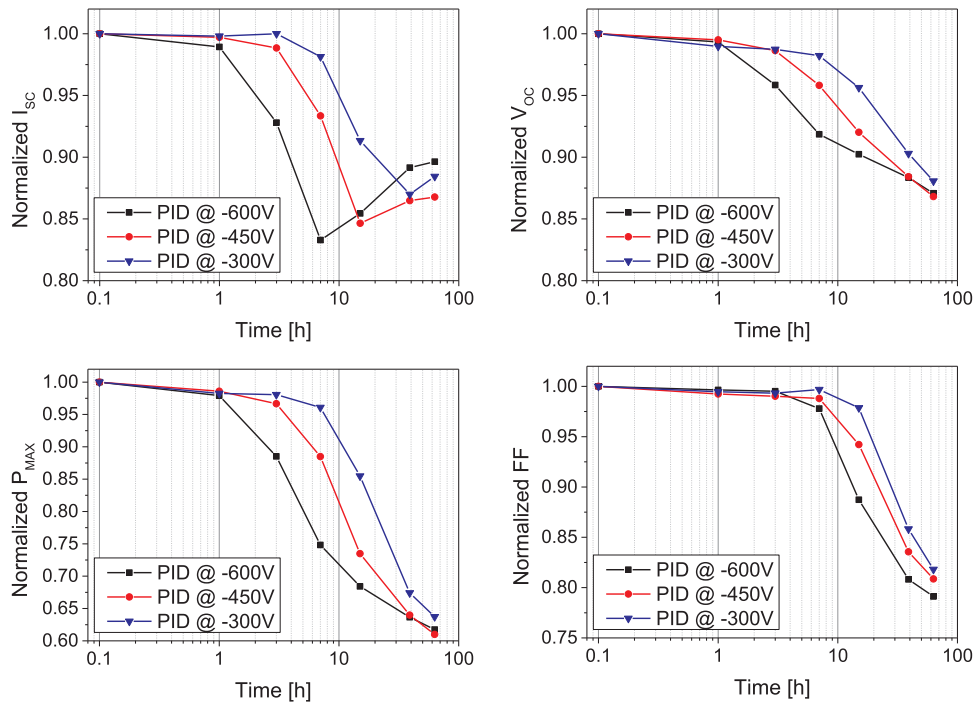 1.00
0.95
0.90
0.85
0.80
Normalized I_SC
PID @ -600V
PID @ -450V
PID @ -300V
0.1 1 10 100
Time [h]
1.00
0.95
0.90
0.85
0.80
Normalized V_OC
PID @ -600V
PID @ -450V
PID @ -300V
0.1 1 10 100
Time [h]
1.00
0.95
0.90
0.85
0.80
0.75
0.70
0.65
0.60
Normalized P_MAX
PID @ -600V
PID @ -450V
PID @ -300V
0.1 1 10 100
Time [h]
1.00
0.95
0.90
0.85
0.80
0.75
Normalized FF
PID @ -600V
PID @ -450V
PID @ -300V
0.1 1 10 100
Time [h]